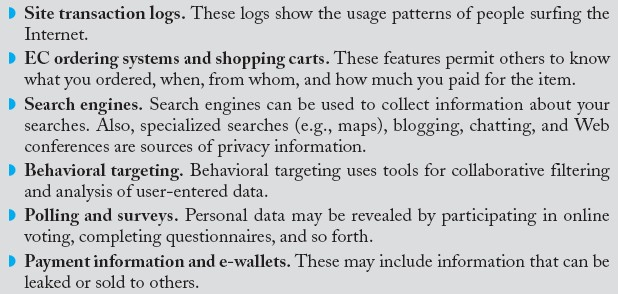 Site transaction logs. These logs show the usage patterns of people surfing the
Internet.
EC ordering systems and shopping carts. These features permit others to know
what you ordered, when, from whom, and how much you paid for the item.
Search engines. Search engines can be used to collect information about your
searches. Also, specialized searches (e.g., maps), blogging, chatting, and Web
conferences are sources of privacy information.
Behavioral targeting. Behavioral targeting uses tools for collaborative filtering
and analysis of user-entered data.
Polling and surveys. Personal data may be revealed by participating in online
voting, completing questionnaires, and so forth.
Payment information and e-wallets. These may include information that can be
leaked or sold to others.